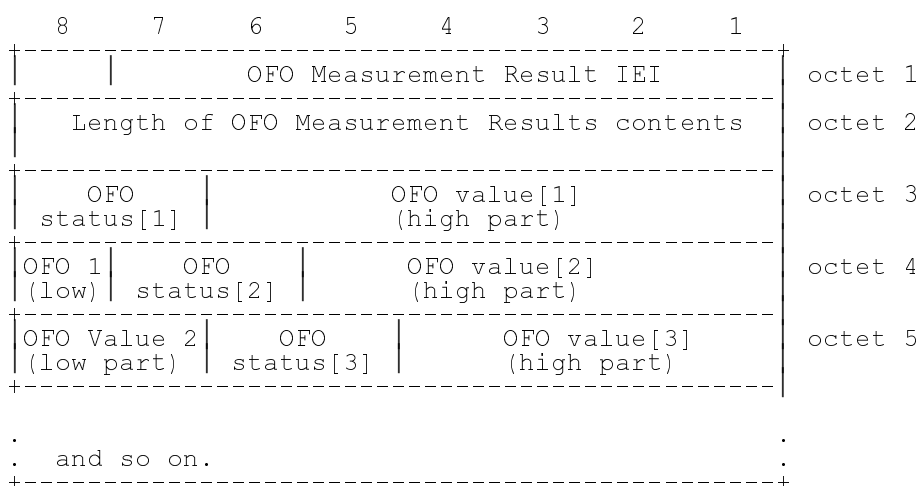 8 7 6 5 4 3 2 1
OFO Measurement Result IEI octet 1
Length of OFO Measurement Results contents octet 2
OFO OFO value[1] octet 3
status[1] (high part)
OFO 1 OFO OFO value[2] octet 4
(low) status[2] (high part)
OFO Value 2 OFO OFO value[3] octet 5
(low part) status[3] (high part)
. .
. and so on. .